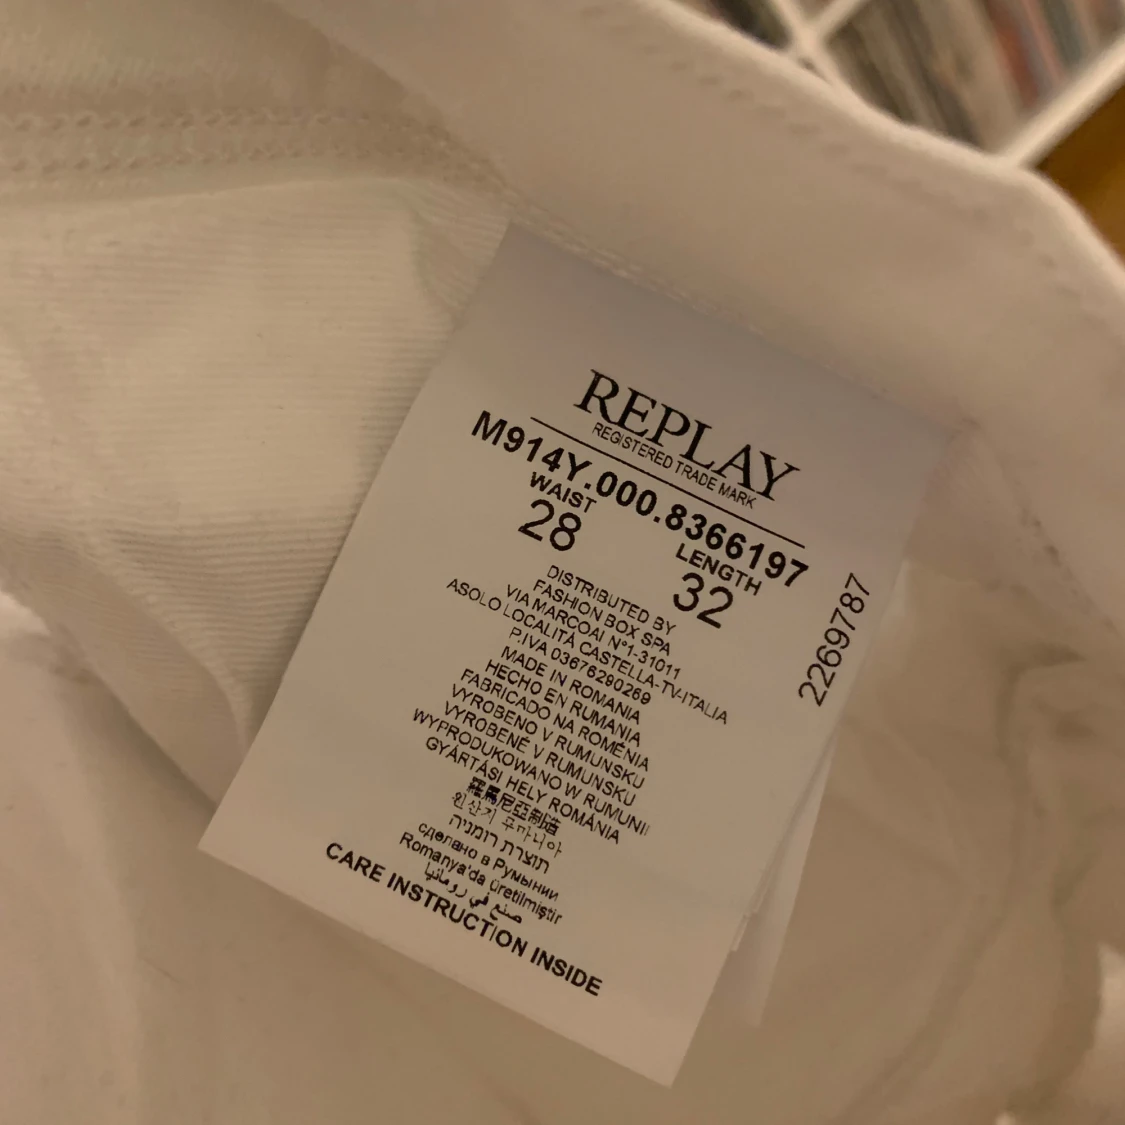 REPLAY
REGISTERED TRADE MARK
M914Y.000.8366197
WAIST
28
LENGTH
32
DISTRIBUTED BY
FASHION BOX SPA
VIA MARCOAI N°1-31011
ASOLO LOCALITÀ CASTELLA-TV-ITALIA
P.IVA 03676290269
MADE IN ROMANIA
HECHO EN RUMANIA
FABRICADO NA ROMÉNIA
VYROBENO V RUMUNSKU
VYROBENÉ V RUMUNSKU
WYPRODUKOWANO W RUMUNII
GYÁRTÁSI HELY ROMÁNIA
羅馬尼亞制造
원산지 루마니아
תוצרת רומניה
сделано в Румынии
Romanya'da üretilmiştir
صنع في رومانيا
CARE INSTRUCTION INSIDE
2269787